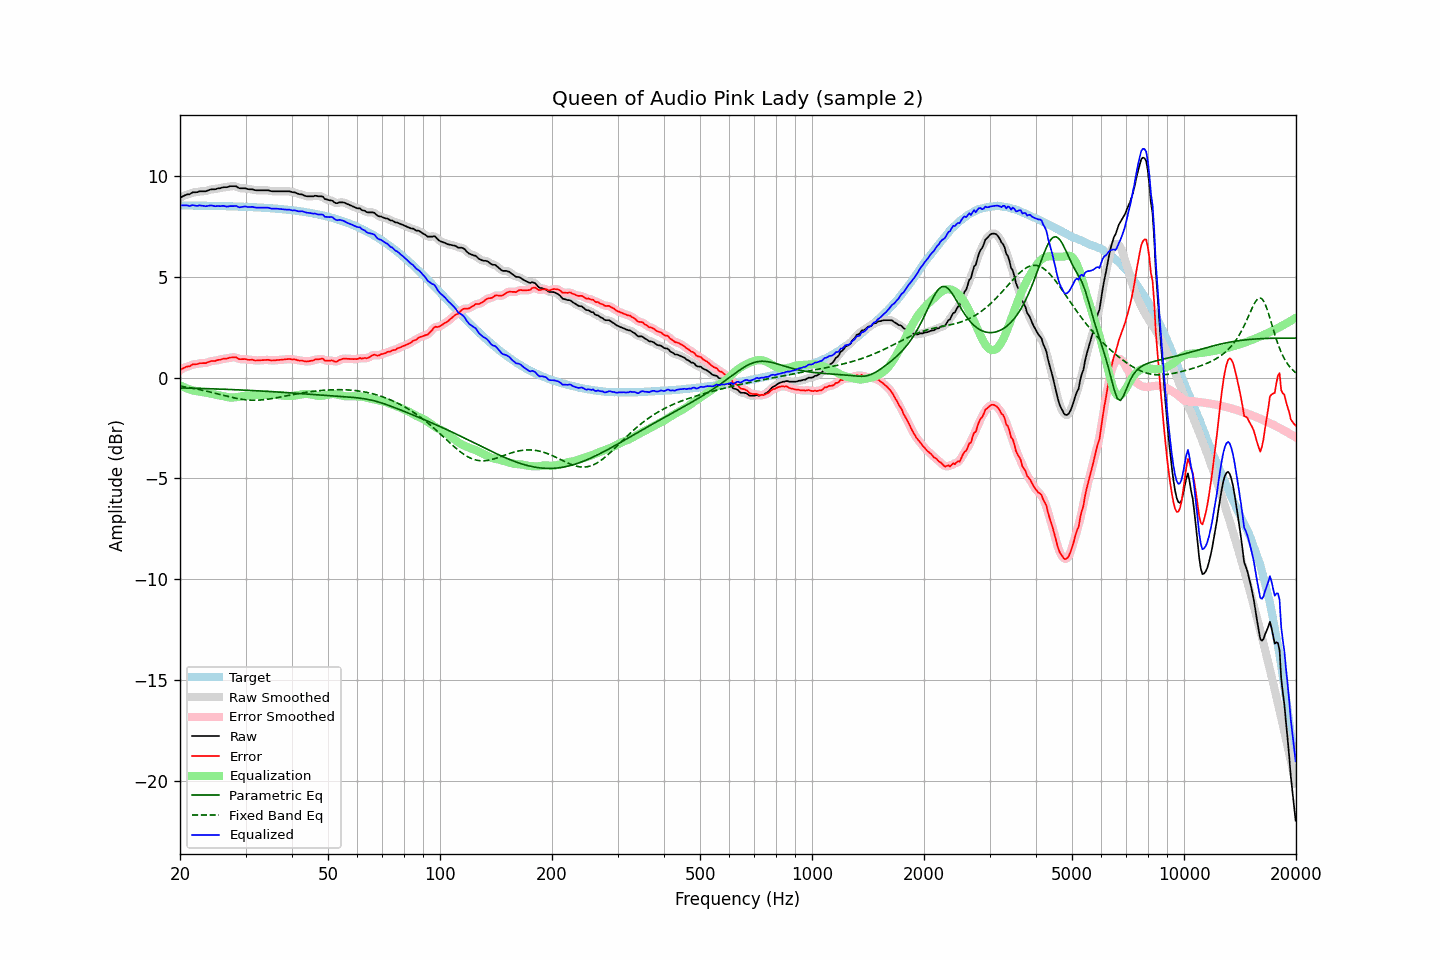 Queen of Audio Pink Lady (sample 2)
Amplitude (dBr)
10
5
0
−5
−10
−15
−20
Target
Raw Smoothed
Error Smoothed
Raw
Error
Equalization
Parametric Eq
Fixed Band Eq
Equalized
20 50 100 200 500 1000 2000 5000 10000 20000
Frequency (Hz)